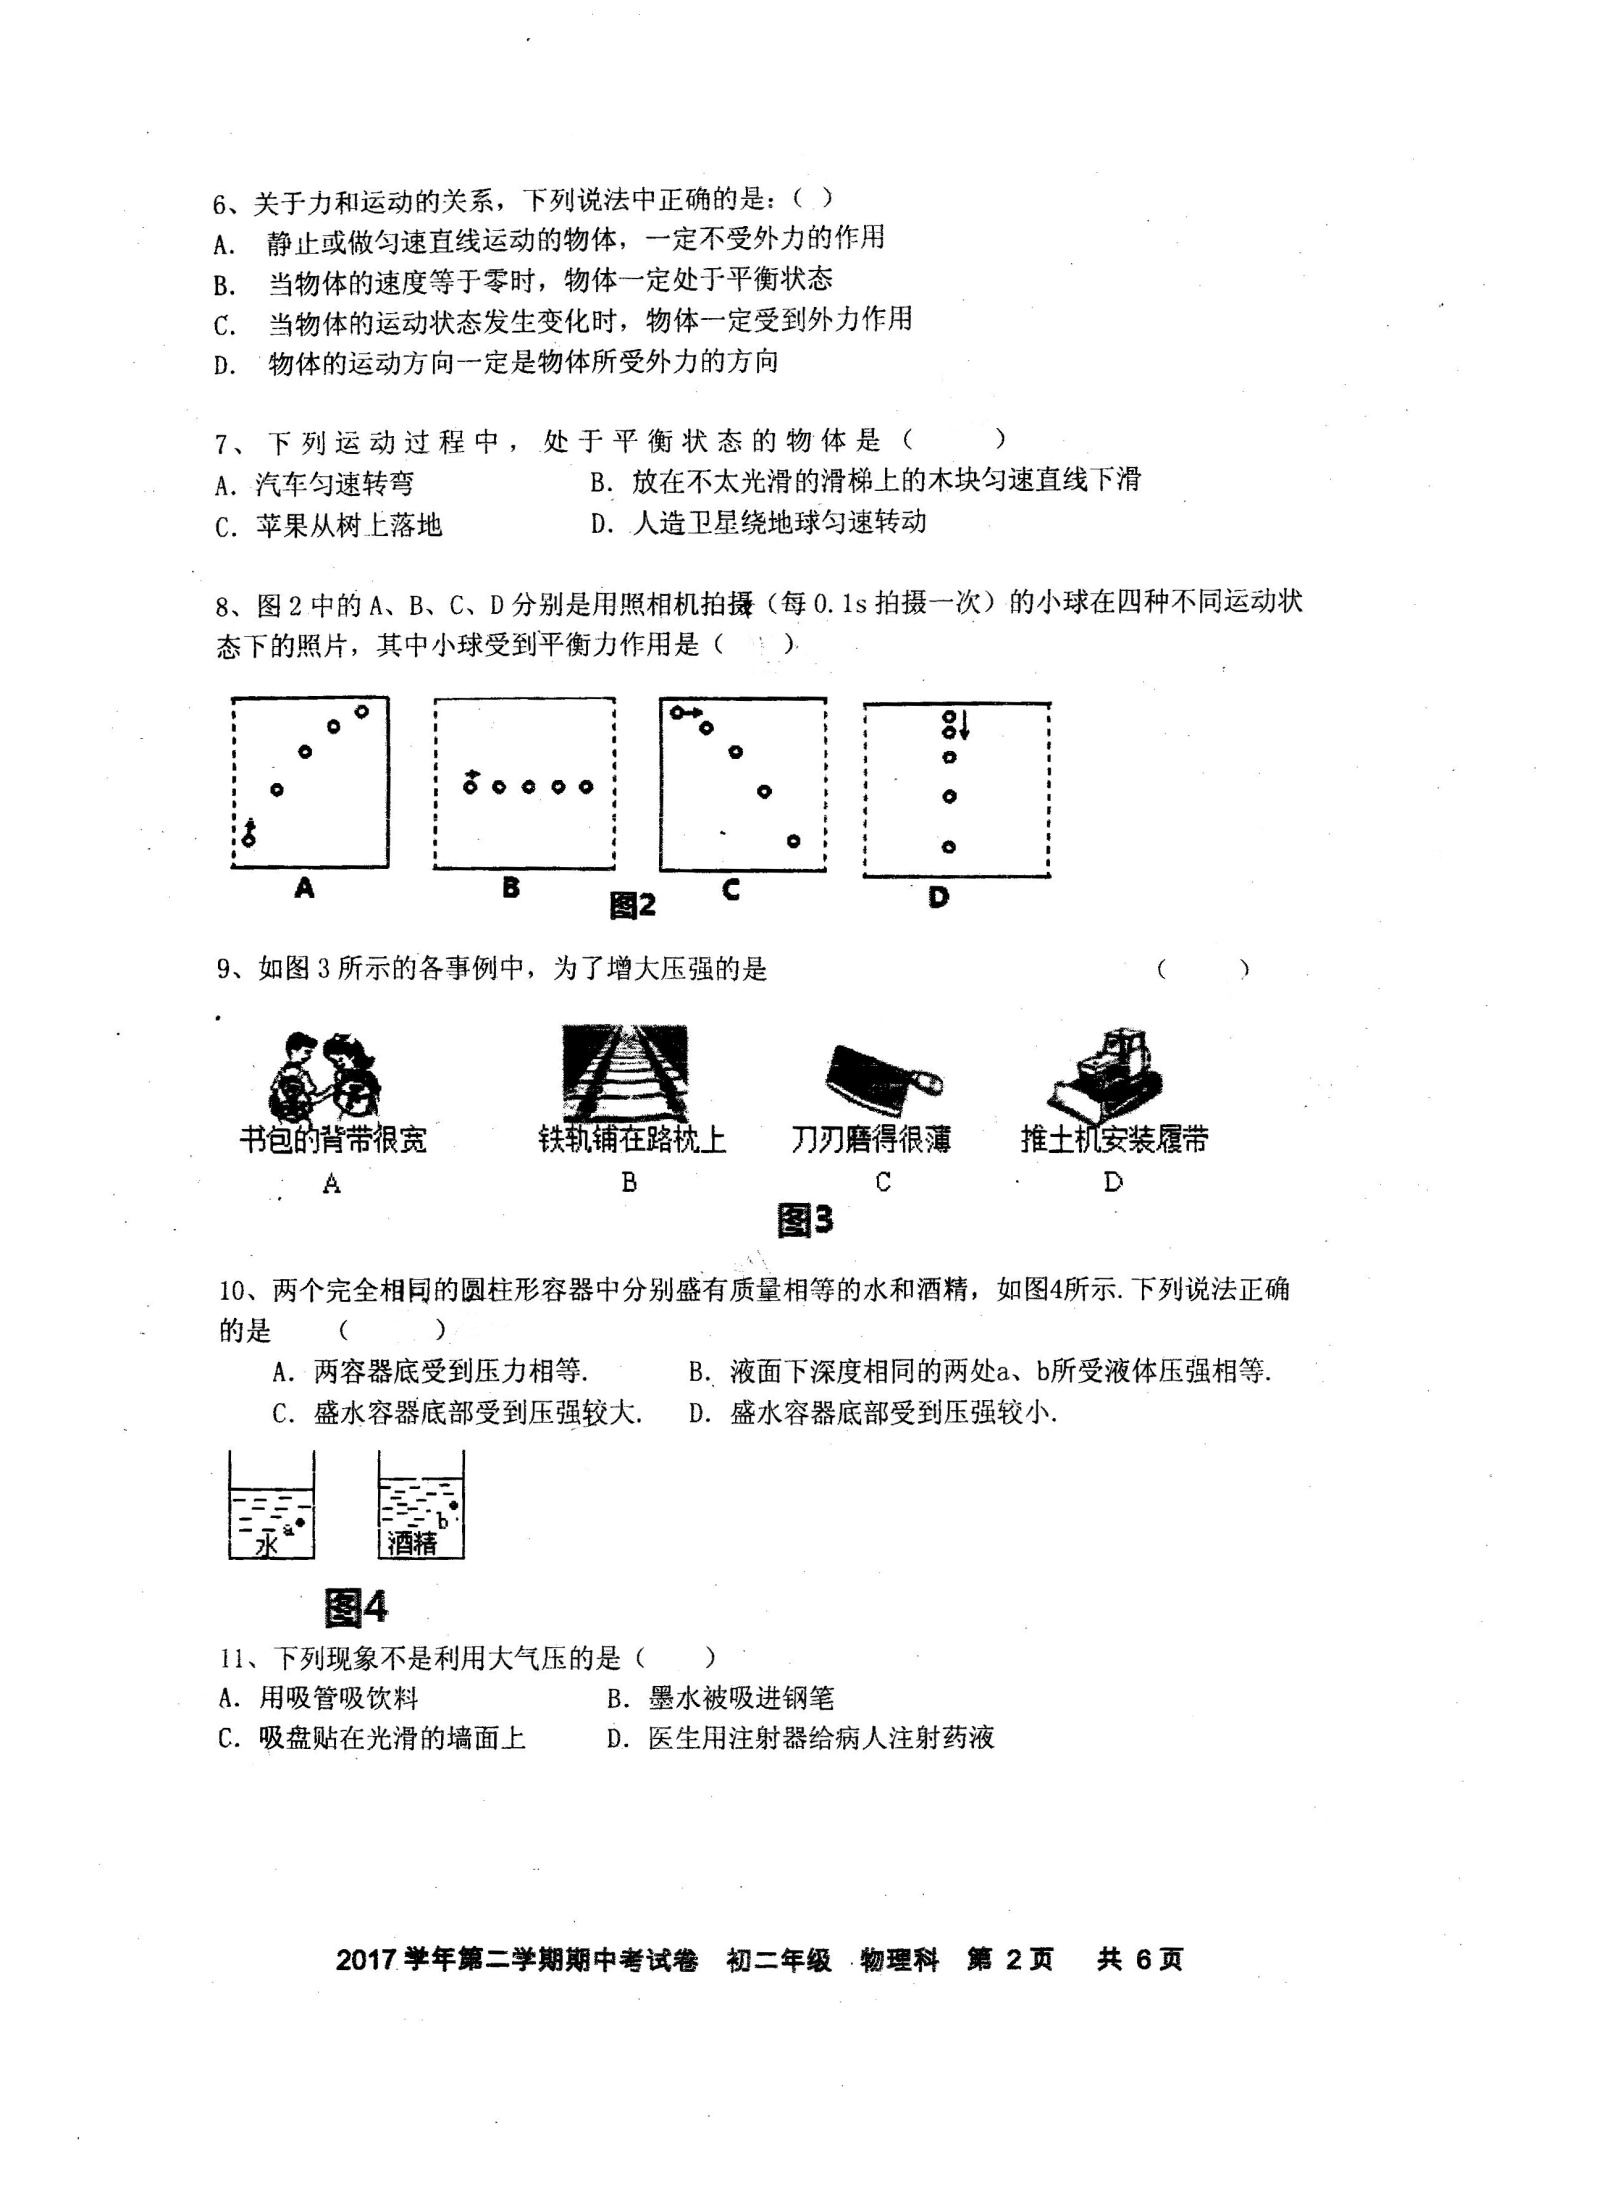 6、关于力和运动的关系，下列说法中正确的是：（ ）
A. 静止或做匀速直线运动的物体，一定不受外力的作用
B. 当物体的速度等于零时，物体一定处于平衡状态
C. 当物体的运动状态发生变化时，物体一定受到外力作用
D. 物体的运动方向一定是物体所受外力的方向
7、下列运动过程中，处于平衡状态的物体是（ ）
A．汽车匀速转弯 B．放在不太光滑的滑梯上的木块匀速直线下滑
C．苹果从树上落地 D．人造卫星绕地球匀速转动
8、图2中的A、B、C、D分别是用照相机拍摄（每0.1s拍摄一次）的小球在四种不同运动状
态下的照片，其中小球受到平衡力作用是（ ）
A B C D
图2
9、如图3所示的各事例中，为了增大压强的是 （ ）
书包的背带很宽 铁轨铺在路枕上 刀刃磨得很薄 推土机安装履带
A B C D
图3
10、两个完全相同的圆柱形容器中分别盛有质量相等的水和酒精，如图4所示.下列说法正确
的是 （ ）
A．两容器底受到压力相等. B．液面下深度相同的两处a、b所受液体压强相等.
C．盛水容器底部受到压强较大. D．盛水容器底部受到压强较小.
a b
水 酒精
图4
11、下列现象不是利用大气压的是（ ）
A．用吸管吸饮料 B．墨水被吸进钢笔
C．吸盘贴在光滑的墙面上 D．医生用注射器给病人注射药液
2017学年第二学期期中考试卷 初二年级 物理科 第 2页 共 6页